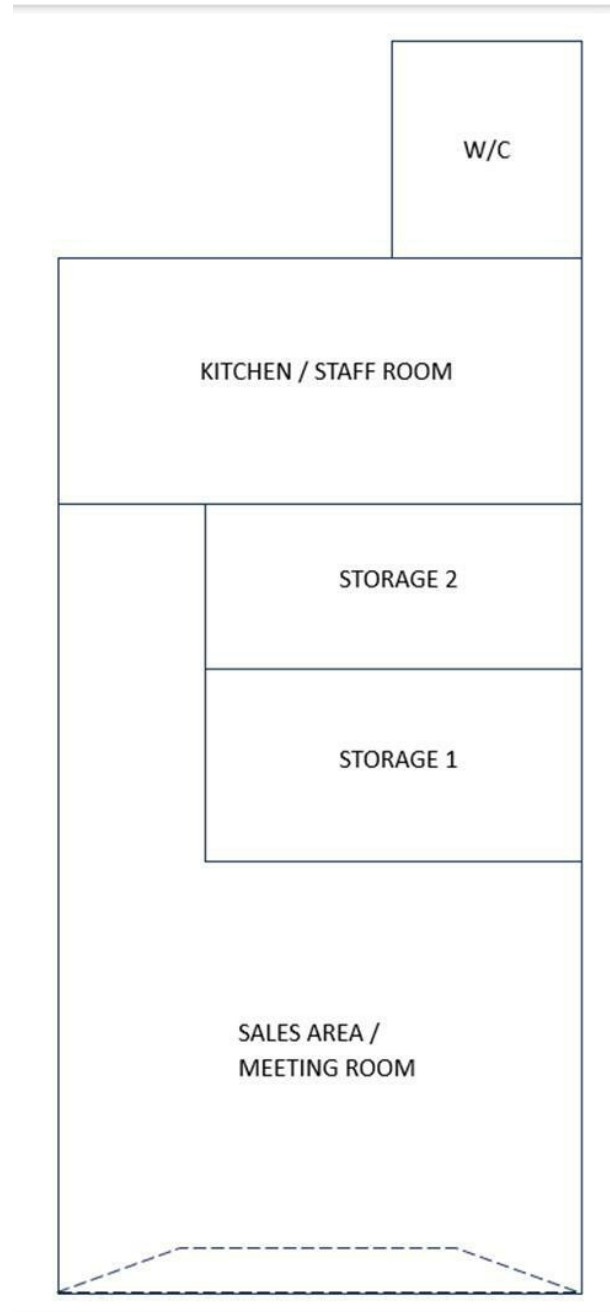 W/C
KITCHEN / STAFF ROOM
STORAGE 2
STORAGE 1
SALES AREA /
MEETING ROOM